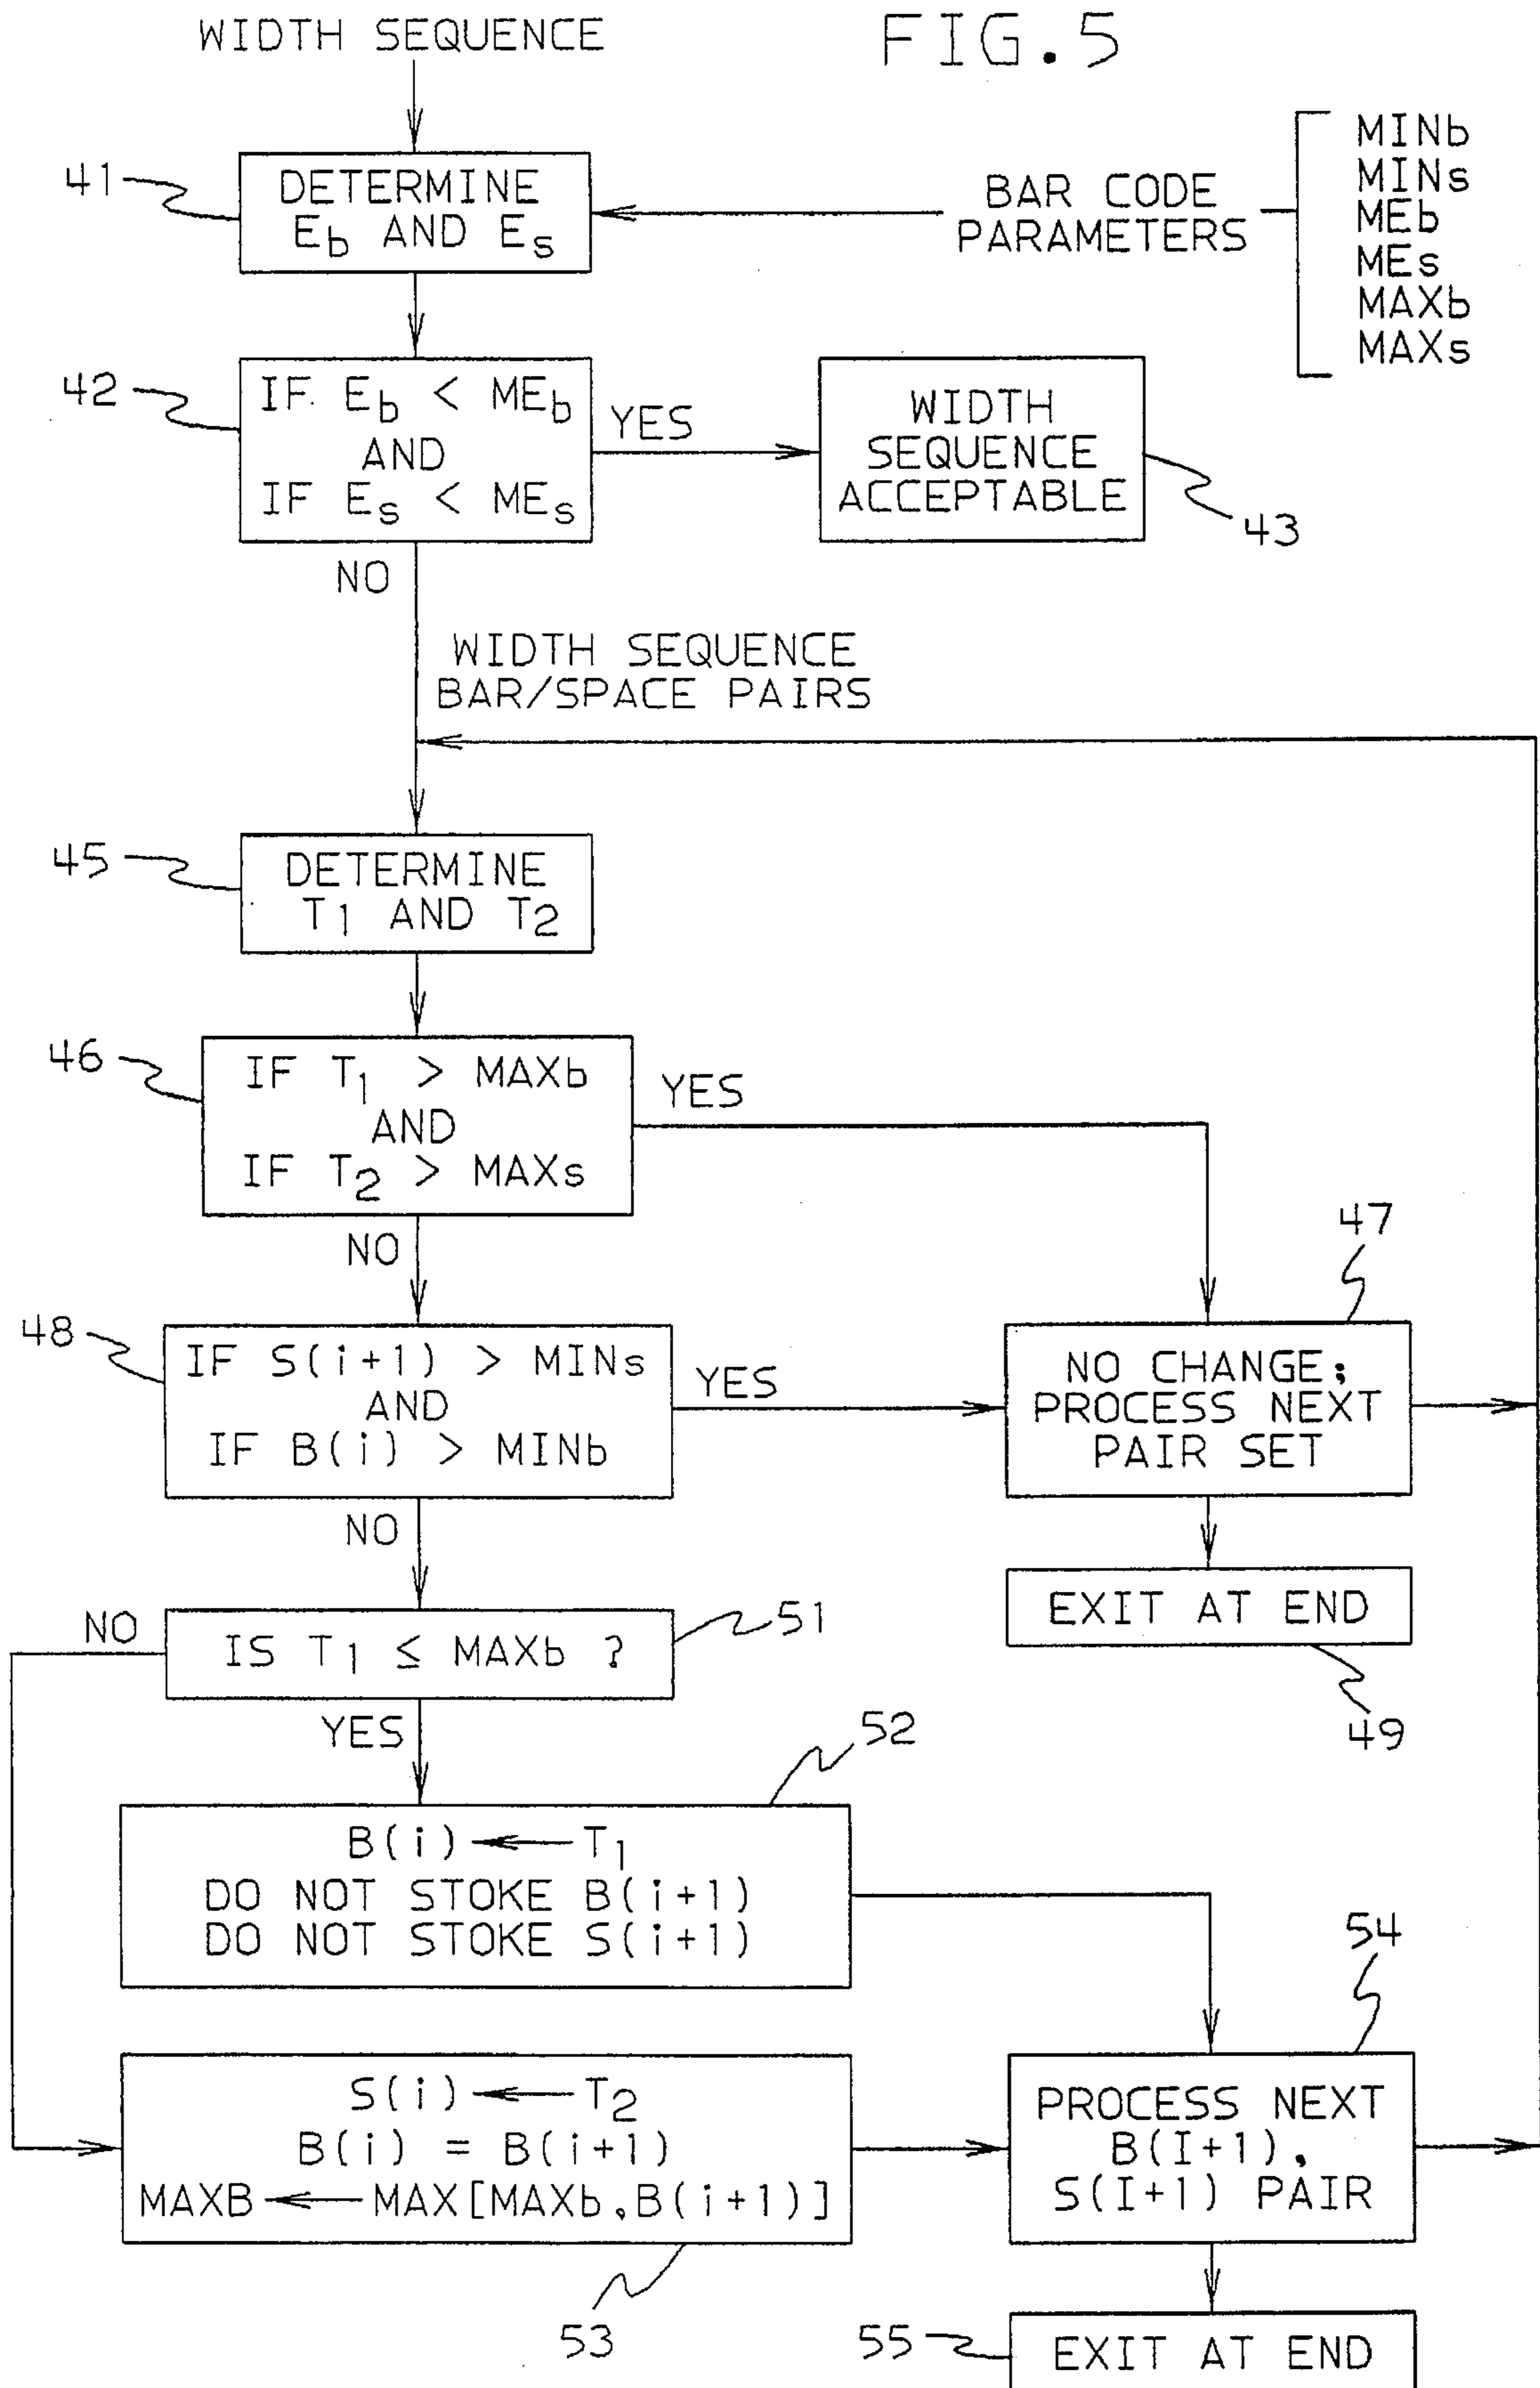 FIG.5
WIDTH SEQUENCE
41
DETERMINE
Eb AND Es
BAR CODE
PARAMETERS
MINb
MINs
MEb
MEs
MAXb
MAXs
42
IF Eb < MEb
AND
IF Es < MEs
YES
WIDTH
SEQUENCE
ACCEPTABLE
43
NO
WIDTH SEQUENCE
BAR/SPACE PAIRS
45
DETERMINE
T1 AND T2
46
IF T1 > MAXb
AND
IF T2 > MAXs
YES
NO
47
48
IF S(i+1) > MINs
AND
IF B(i) > MINb
YES
NO CHANGE;
PROCESS NEXT
PAIR SET
NO
EXIT AT END
49
NO
IS T1 ≤ MAXb ?
51
YES
52
B(i) ← T1
DO NOT STOKE B(i+1)
DO NOT STOKE S(i+1)
54
S(i) ← T2
B(i) = B(i+1)
MAXB ← MAX[MAXb,B(i+1)]
53
PROCESS NEXT
B(I+1),
S(I+1) PAIR
55
EXIT AT END